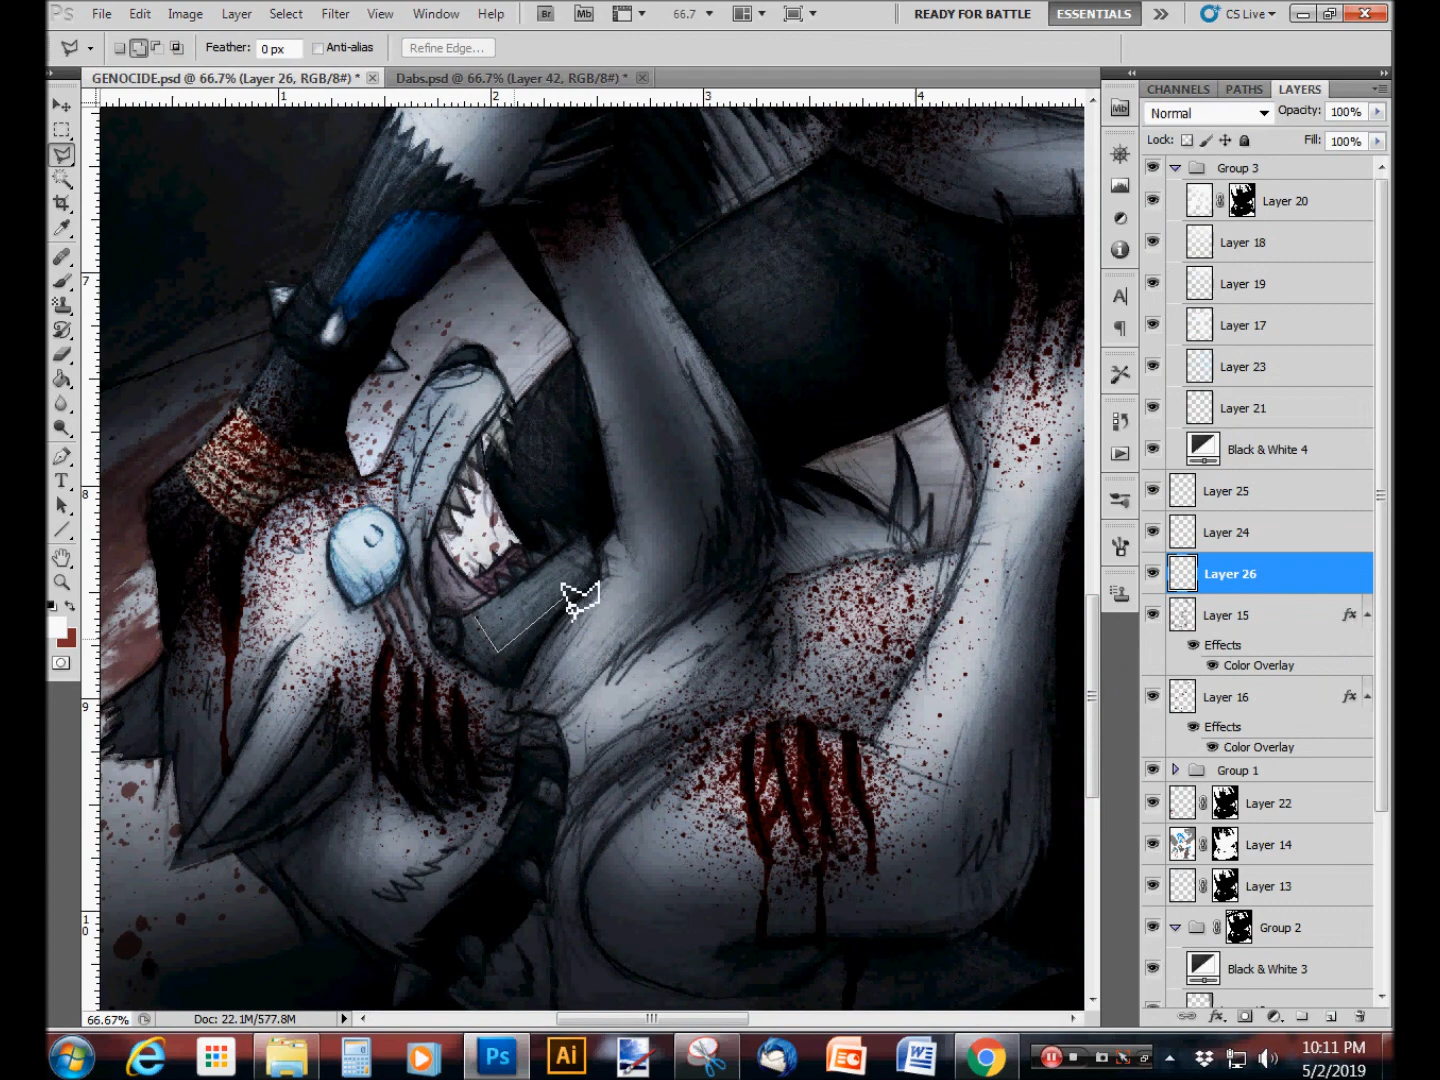 Ps File Edit Image Layer Select Filter View Window Help Br Mb 66.7 READY FOR BATTLE ESSENTIALS CS Live
Feather: 0 px Anti-alias Refine Edge...
GENOCIDE.psd @ 66.7% (Layer 26, RGB/8#) * Dabs.psd @ 66.7% (Layer 42, RGB/8#) *
CHANNELS PATHS LAYERS
1 2 3 4
Normal Opacity: 100%
Lock: Fill: 100%
Group 3
Layer 20
Layer 18
7
Layer 19
Layer 17
Layer 23
Layer 21
Black & White 4
8
Layer 25
Layer 24
Layer 26
Layer 15 fx
Effects
Color Overlay
9
Layer 16 fx
Effects
Color Overlay
Group 1
Layer 22
Layer 14
Layer 13
10
Group 2
Black & White 3
66.67% Doc: 22.1M/577.8M
Ps Ai
10:11 PM
5/2/2019